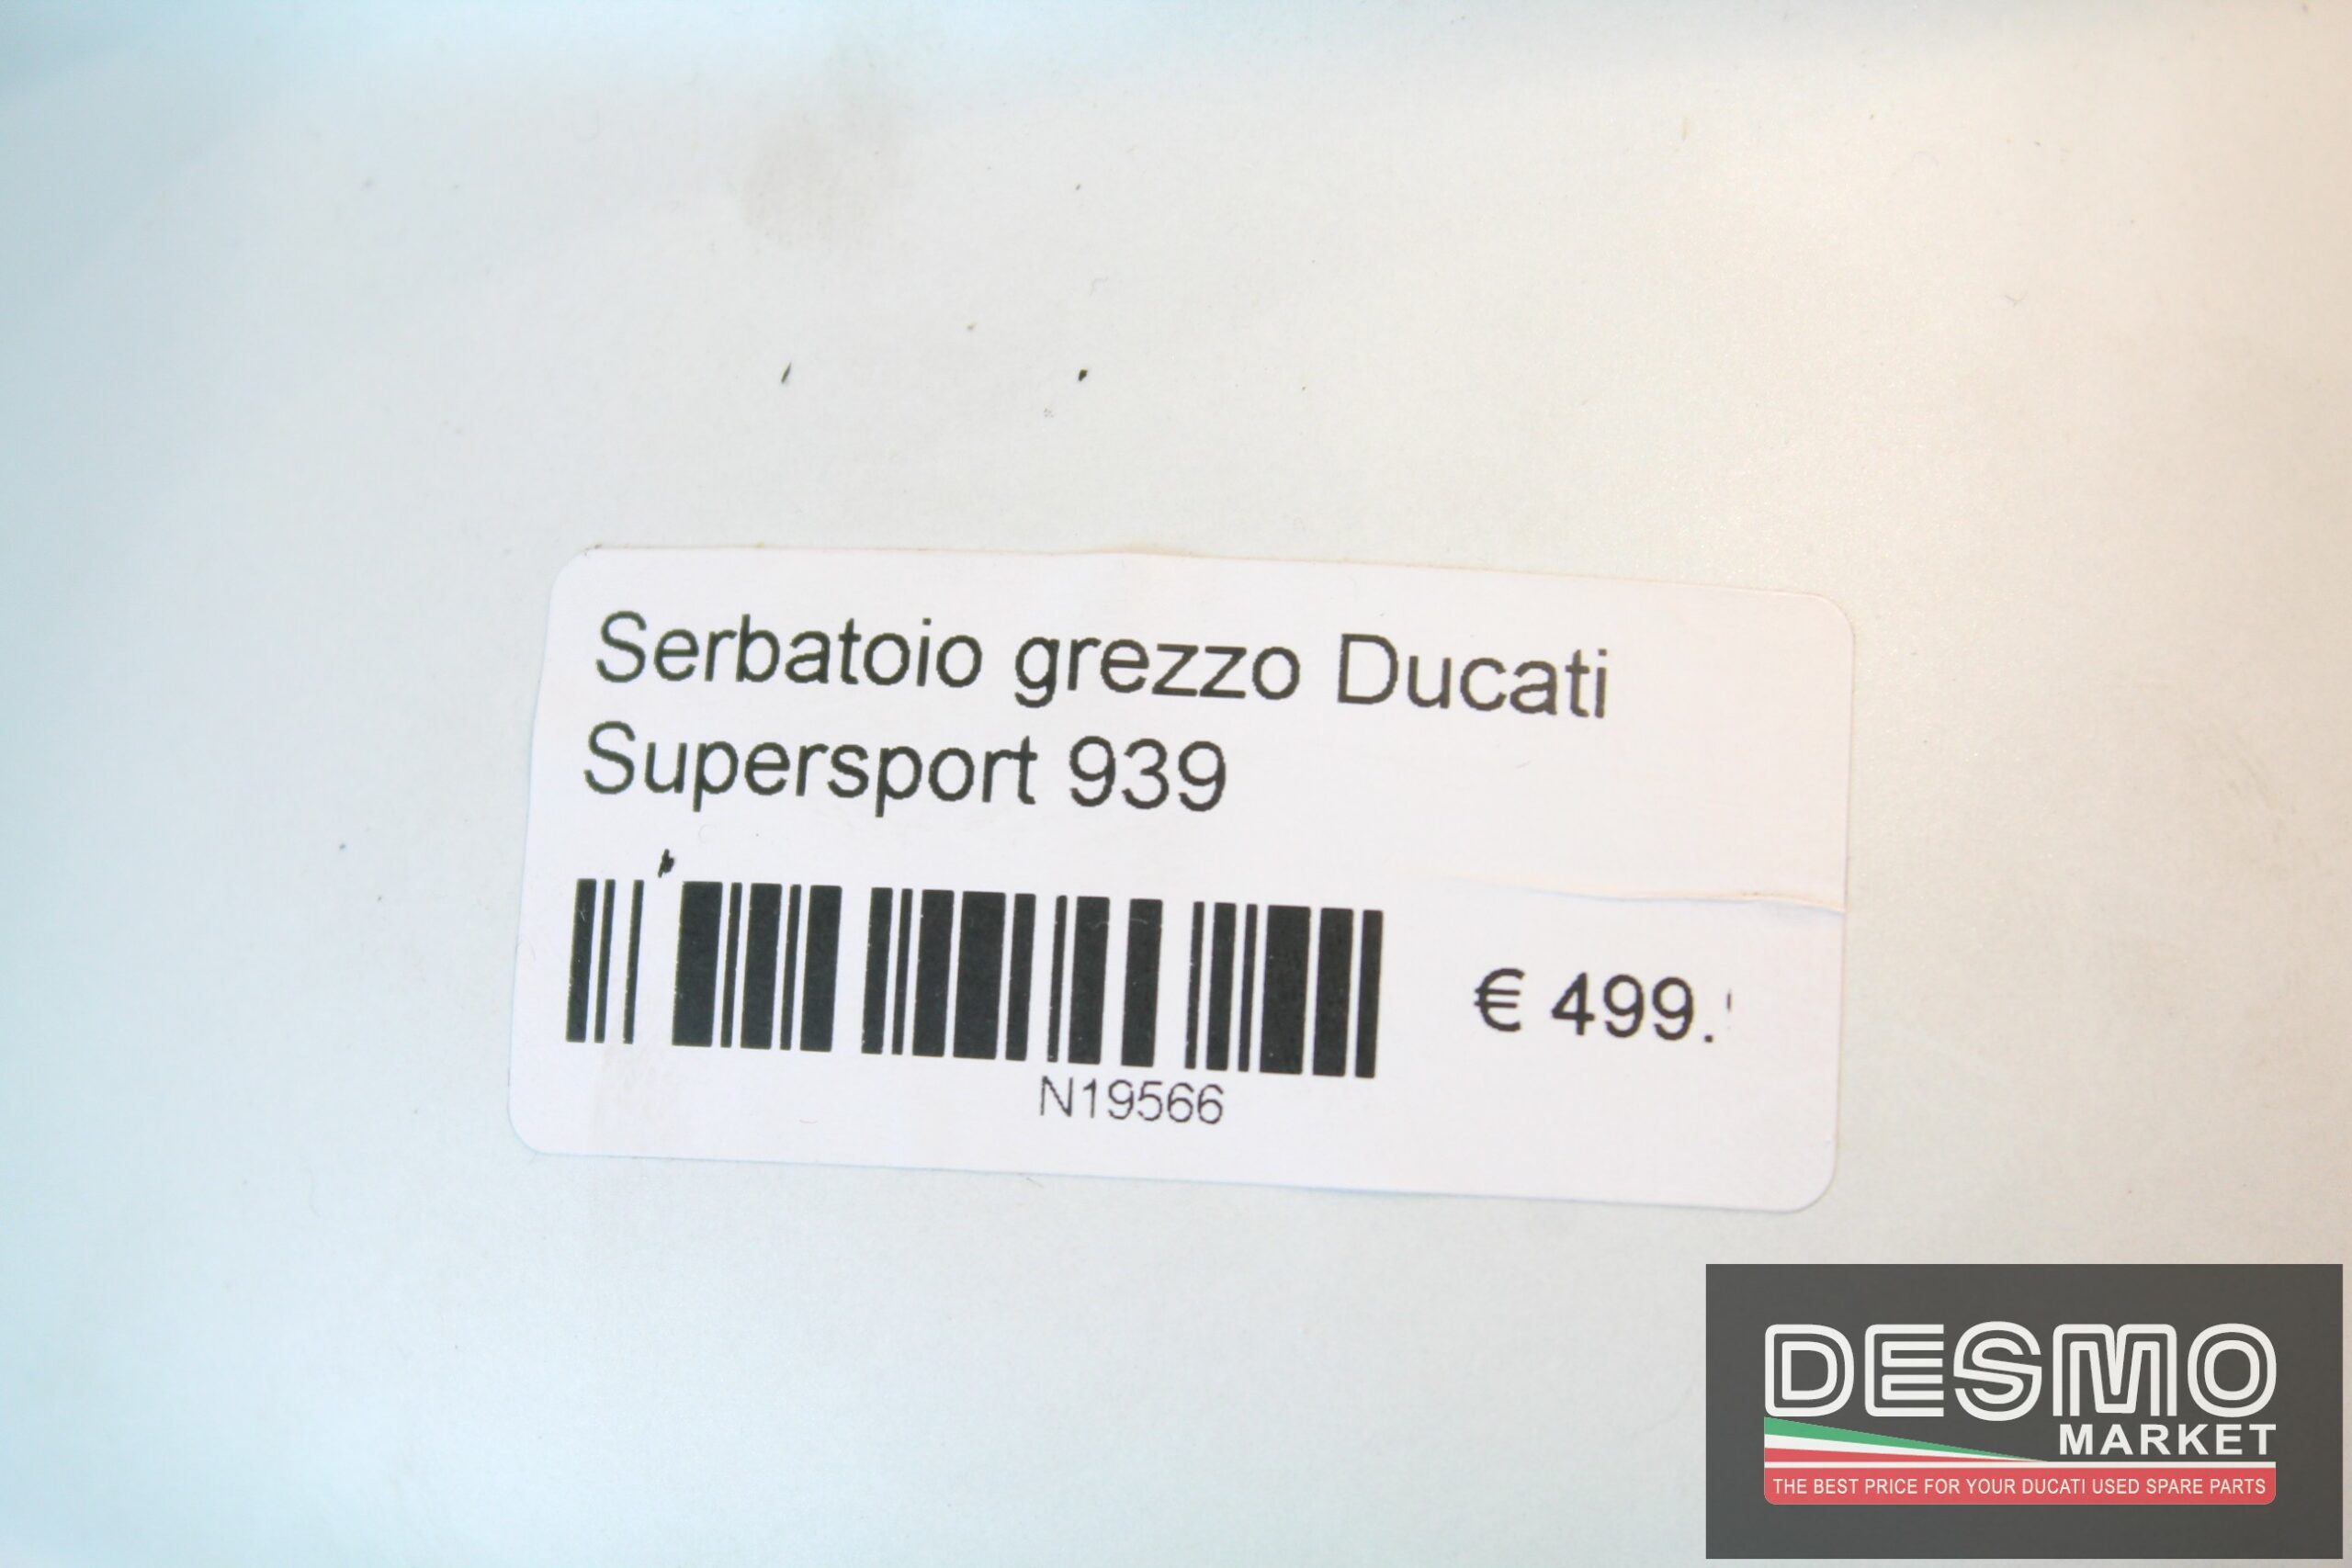 Serbatoio grezzo Ducati
Supersport 939
€ 499.
N19566
DESMO
MARKET
THE BEST PRICE FOR YOUR DUCATI USED SPARE PARTS